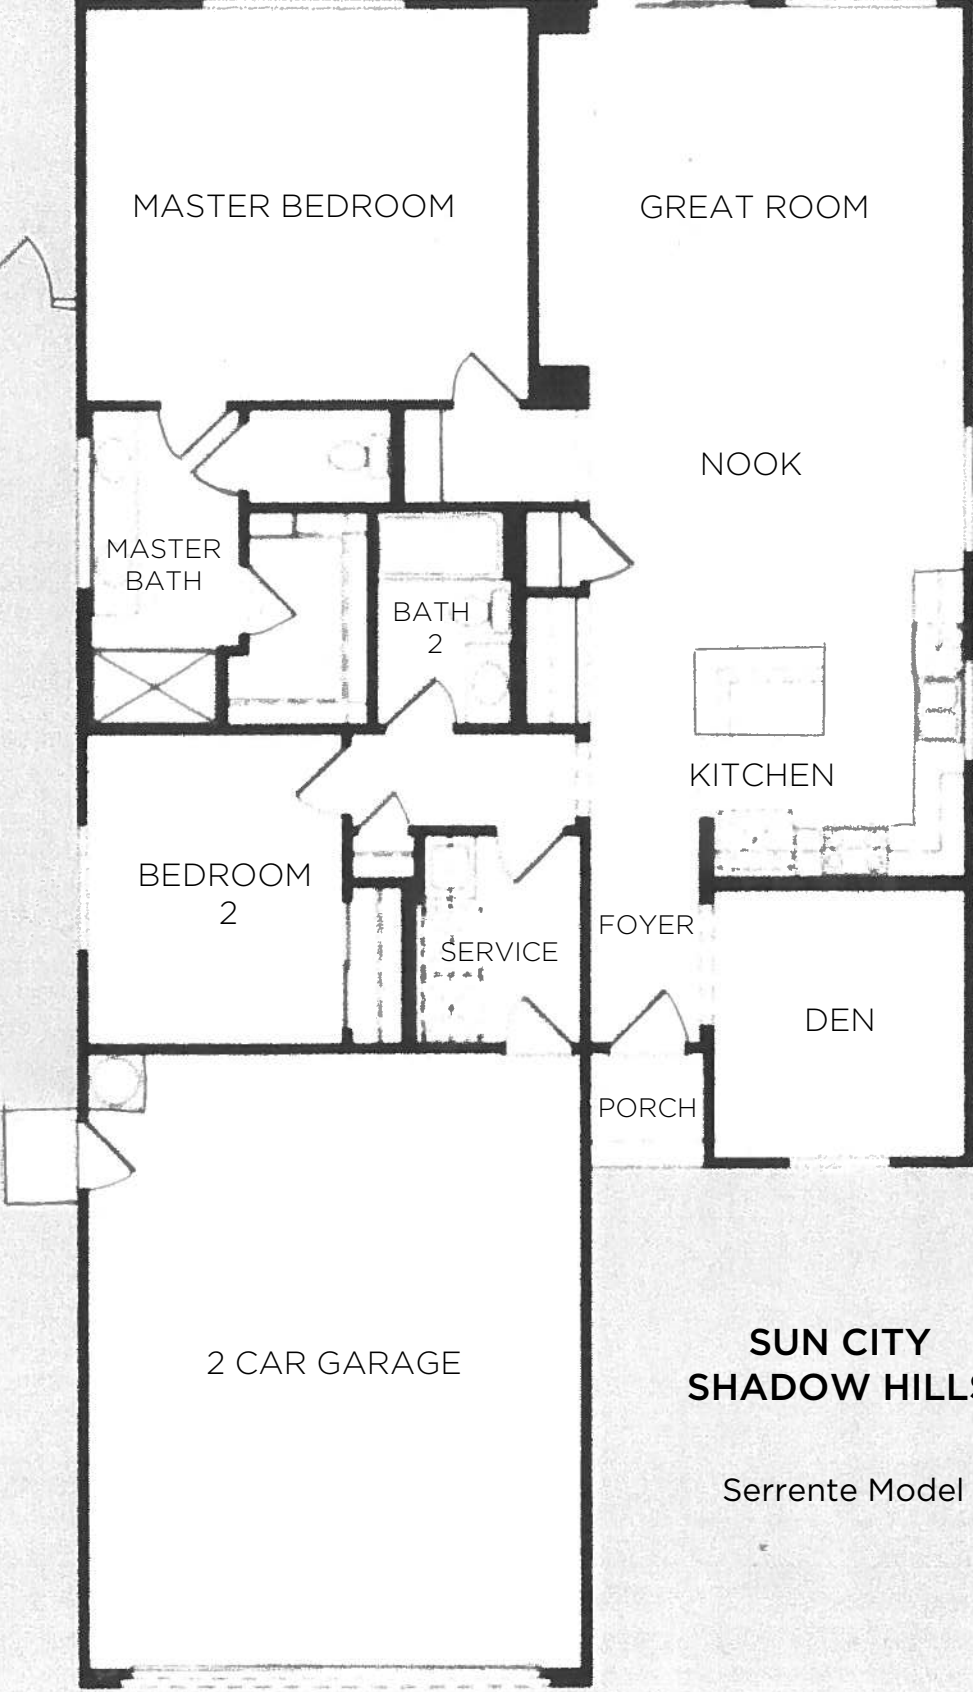 MASTER BEDROOM
GREAT ROOM
NOOK
MASTER
BATH
BATH
2
KITCHEN
BEDROOM
2
SERVICE
FOYER
DEN
PORCH
2 CAR GARAGE
SUN CITY
SHADOW HILLS
Serrente Model